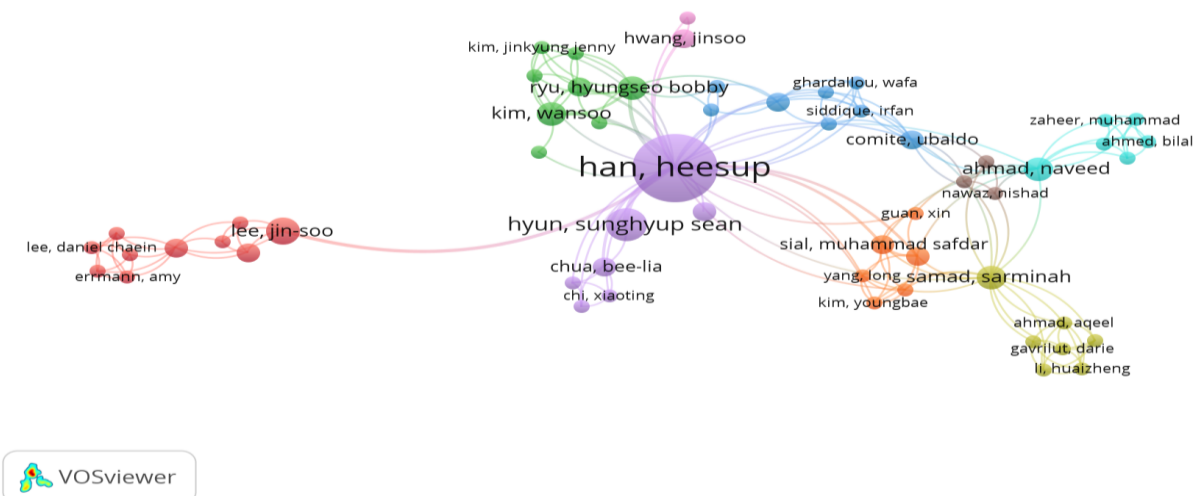 hwang, jinsoo
kim, jinkyung jenny
ryu, hyungseo bobby
ghardallou, wafa
kim, wansoo
siddique, irfan
zaheer, muhammad
comite, ubaldo
ahmed, bilal
han, heesup
ahmad, naveed
nawaz, nishad
guan, xin
hyun, sunghyup sean
lee, jin-soo
sial, muhammad safdar
lee, daniel chaein
chua, bee-lia
errmann, amy
yang, long
samad, sarminah
chi, xiaoting
kim, youngbae
ahmad, aqeel
gavrilut, darie
li, huaizheng
VOSviewer